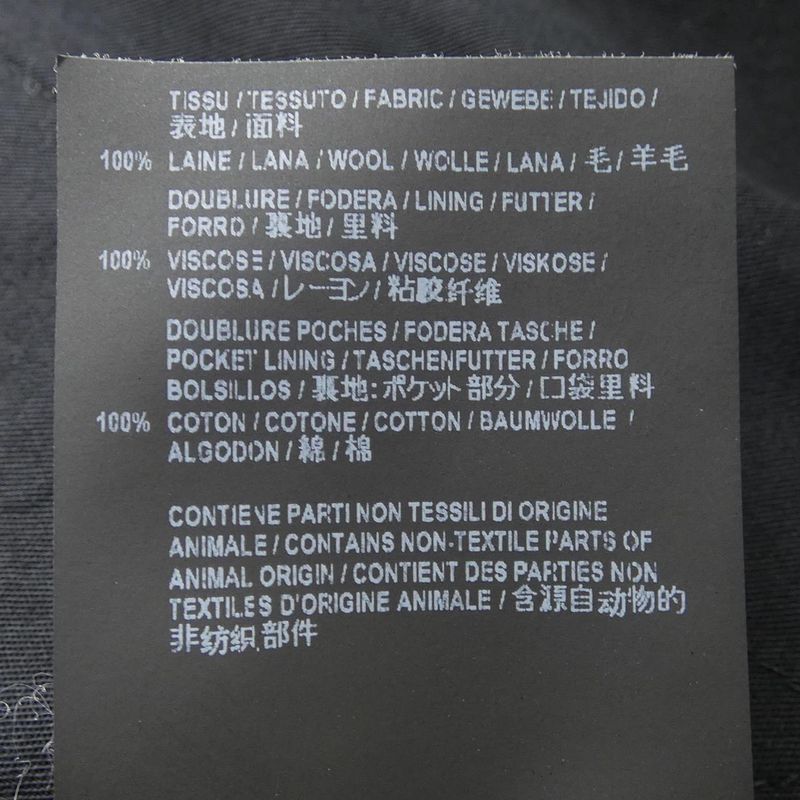 TISSU / TESSUTO / FABRIC / GEWEBE / TEJIDO /
表地 / 面料
100% LAINE / LANA / WOOL / WOLLE / LANA / 毛 / 羊毛
DOUBLURE / FODERA / LINING / FUTTER /
FORRO / 裏地 / 里料
100% VISCOSE / VISCOSA / VISCOSE / VISKOSE /
VISCOSA / レーヨン / 粘胶纤维
DOUBLURE POCHES / FODERA TASCHE /
POCKET LINING / TASCHENFUTTER / FORRO
BOLSILLOS / 裏地:ポケット部分 / 口袋里料
100% COTON / COTONE / COTTON / BAUMWOLLE /
ALGODON / 綿 / 棉
CONTIENE PARTI NON TESSILI DI ORIGINE
ANIMALE / CONTAINS NON-TEXTILE PARTS OF
ANIMAL ORIGIN / CONTIENT DES PARTIES NON
TEXTILES D'ORIGINE ANIMALE / 含源自动物的
非纺织部件